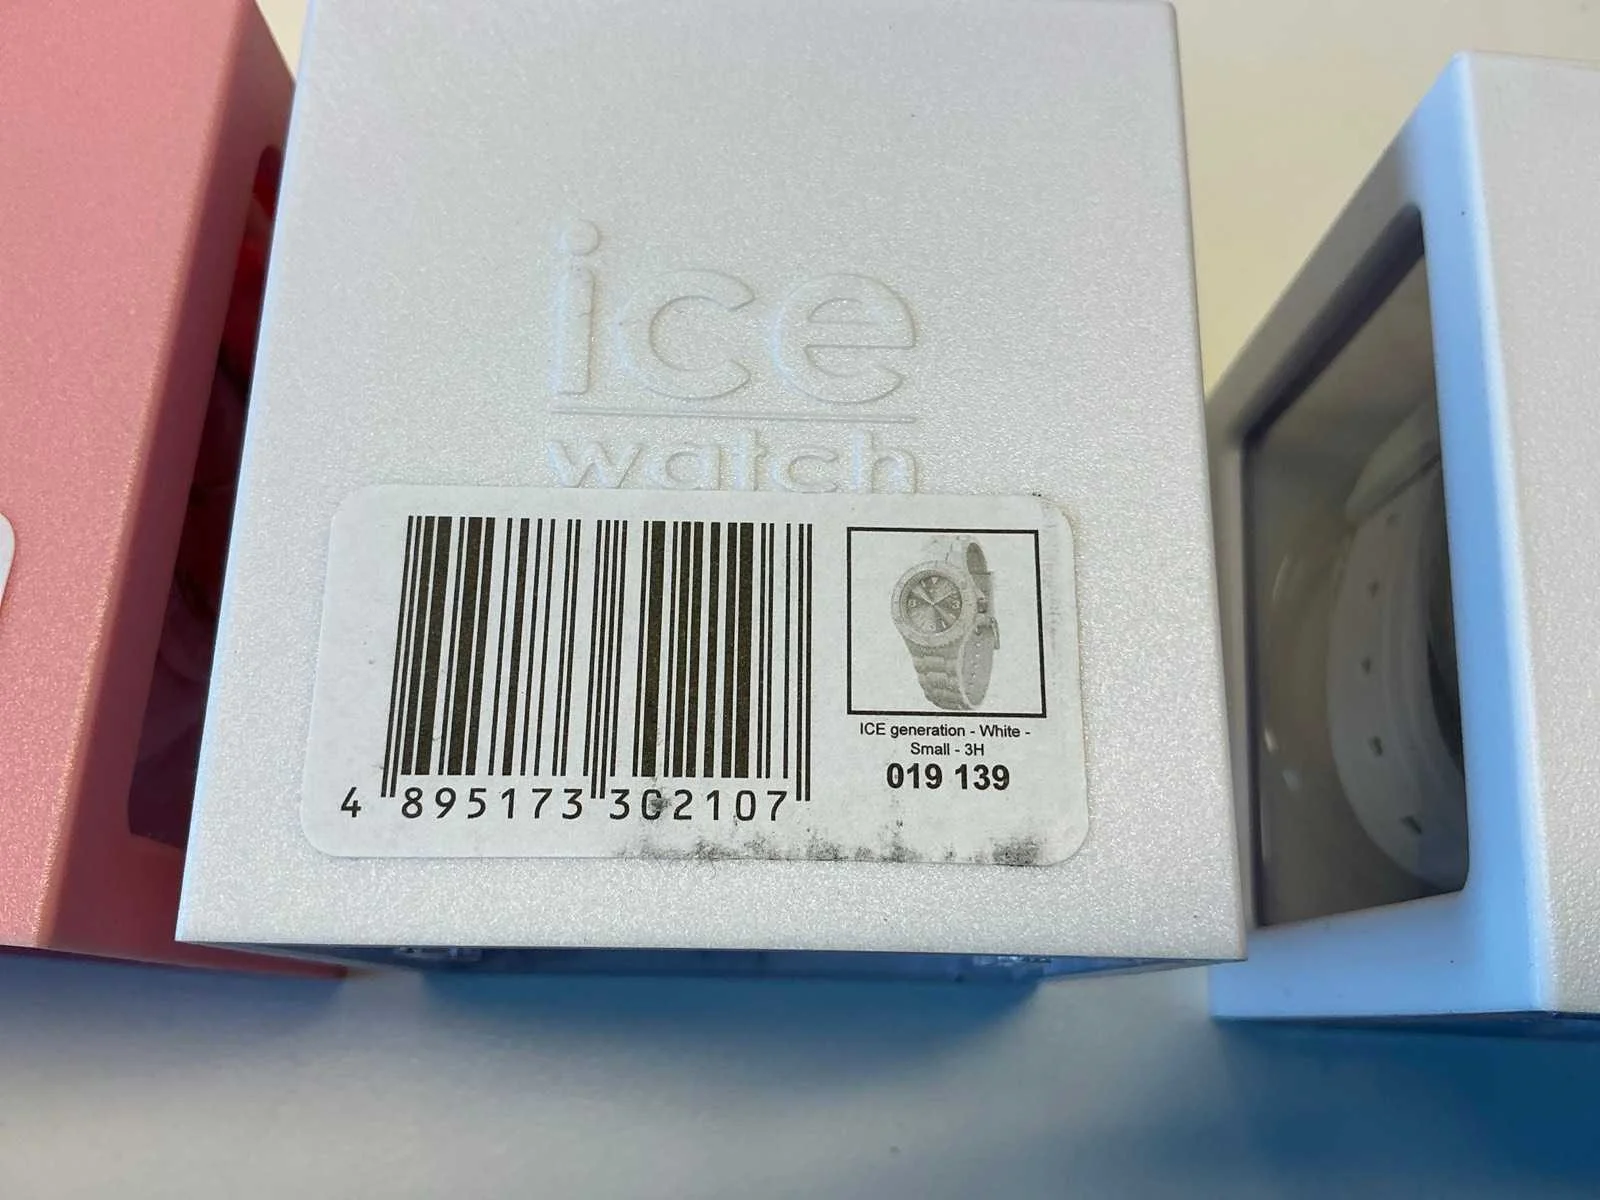 ice
watch
ICE generation - White -
Small - 3H
019 139
4 895173 302107